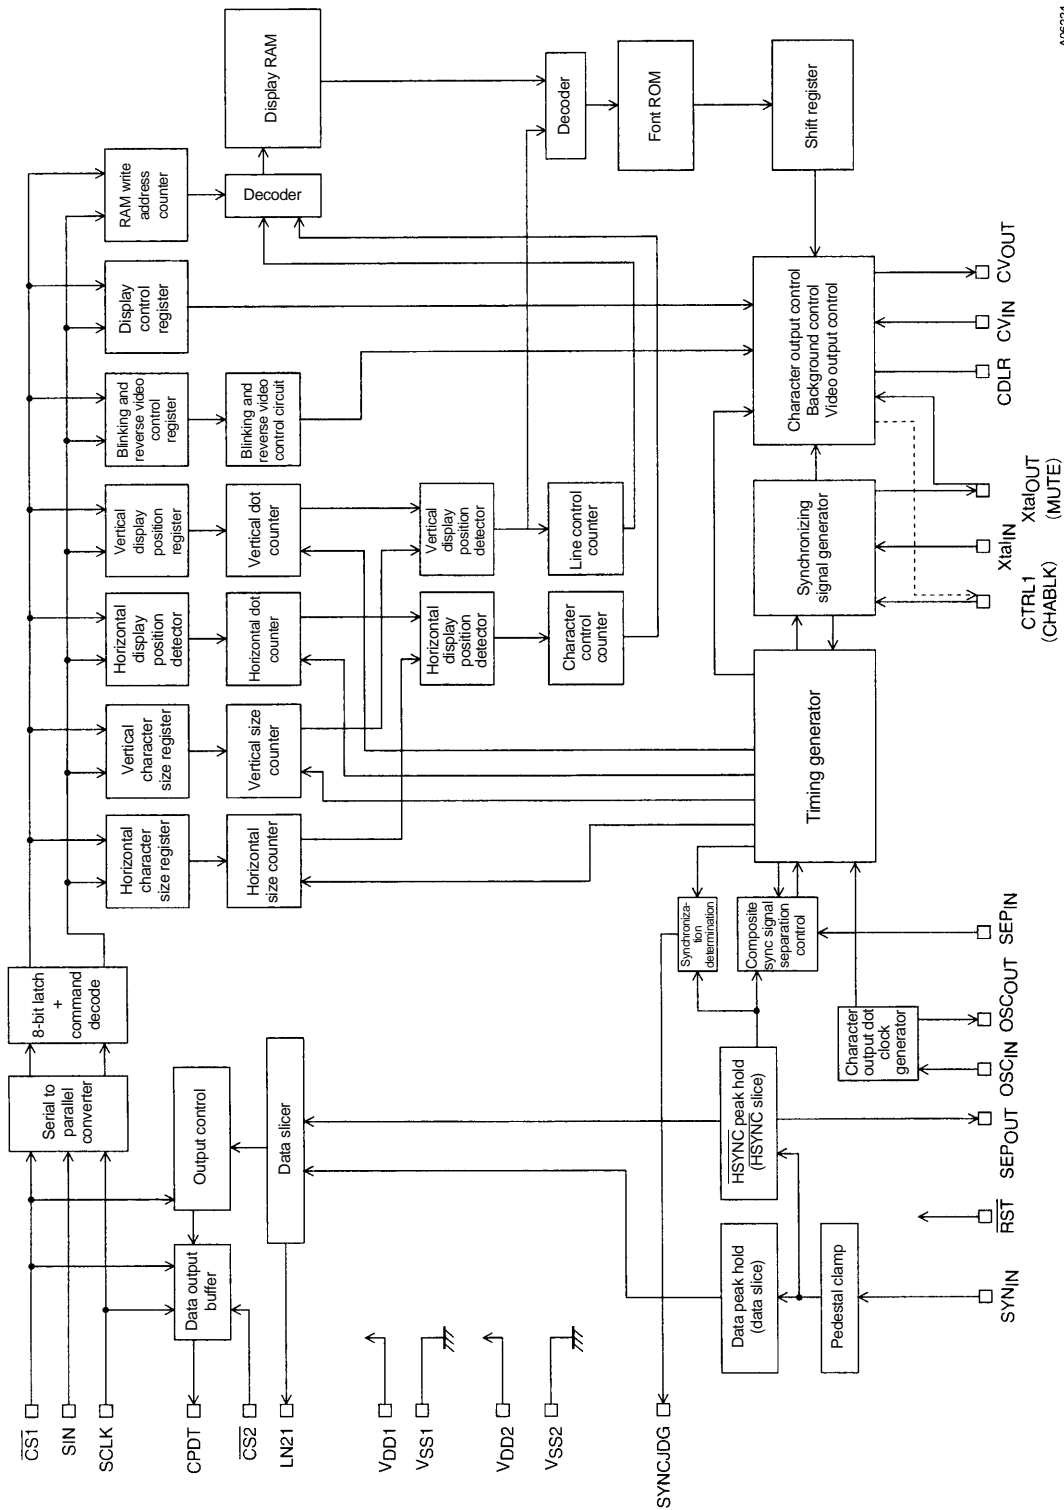 CS1
SIN
SCLK
CPDT
CS2
LN21
VDD1
VSS1
VDD2
VSS2
SYNCJDG
Serial to
parallel
converter
8-bit latch
+
command
decode
Data output
buffer
Output control
Data slicer
Horizontal
character
size register
Vertical
character
size register
Horizontal
display
position
detector
Vertical
display
position
register
Blinking and
reverse video
control
register
Display
control
register
RAM write
address
counter
Horizontal
size counter
Vertical size
counter
Horizontal dot
counter
Vertical dot
counter
Blinking and
reverse video
control circuit
Decoder
Display RAM
Horizontal
display
position
detector
Vertical
display
position
detector
Character
control
counter
Line control
counter
Decoder
Font ROM
Shift register
Data peak hold
(data slice)
Pedestal clamp
HSYNC peak hold
(HSYNC slice)
Synchroniza-
tion
determination
Composite
sync signal
separation
control
Character
output dot
clock
generator
Timing generator
Synchronizing
signal generator
Character output control
Background control
Video output control
SYNIN
RST
SEPOUT
OSCIN
OSCOUT
SEPIN
CTRL1
(CHABLK)
XtalIN
XtalOUT
(MUTE)
CDLR
CVIN
CVOUT